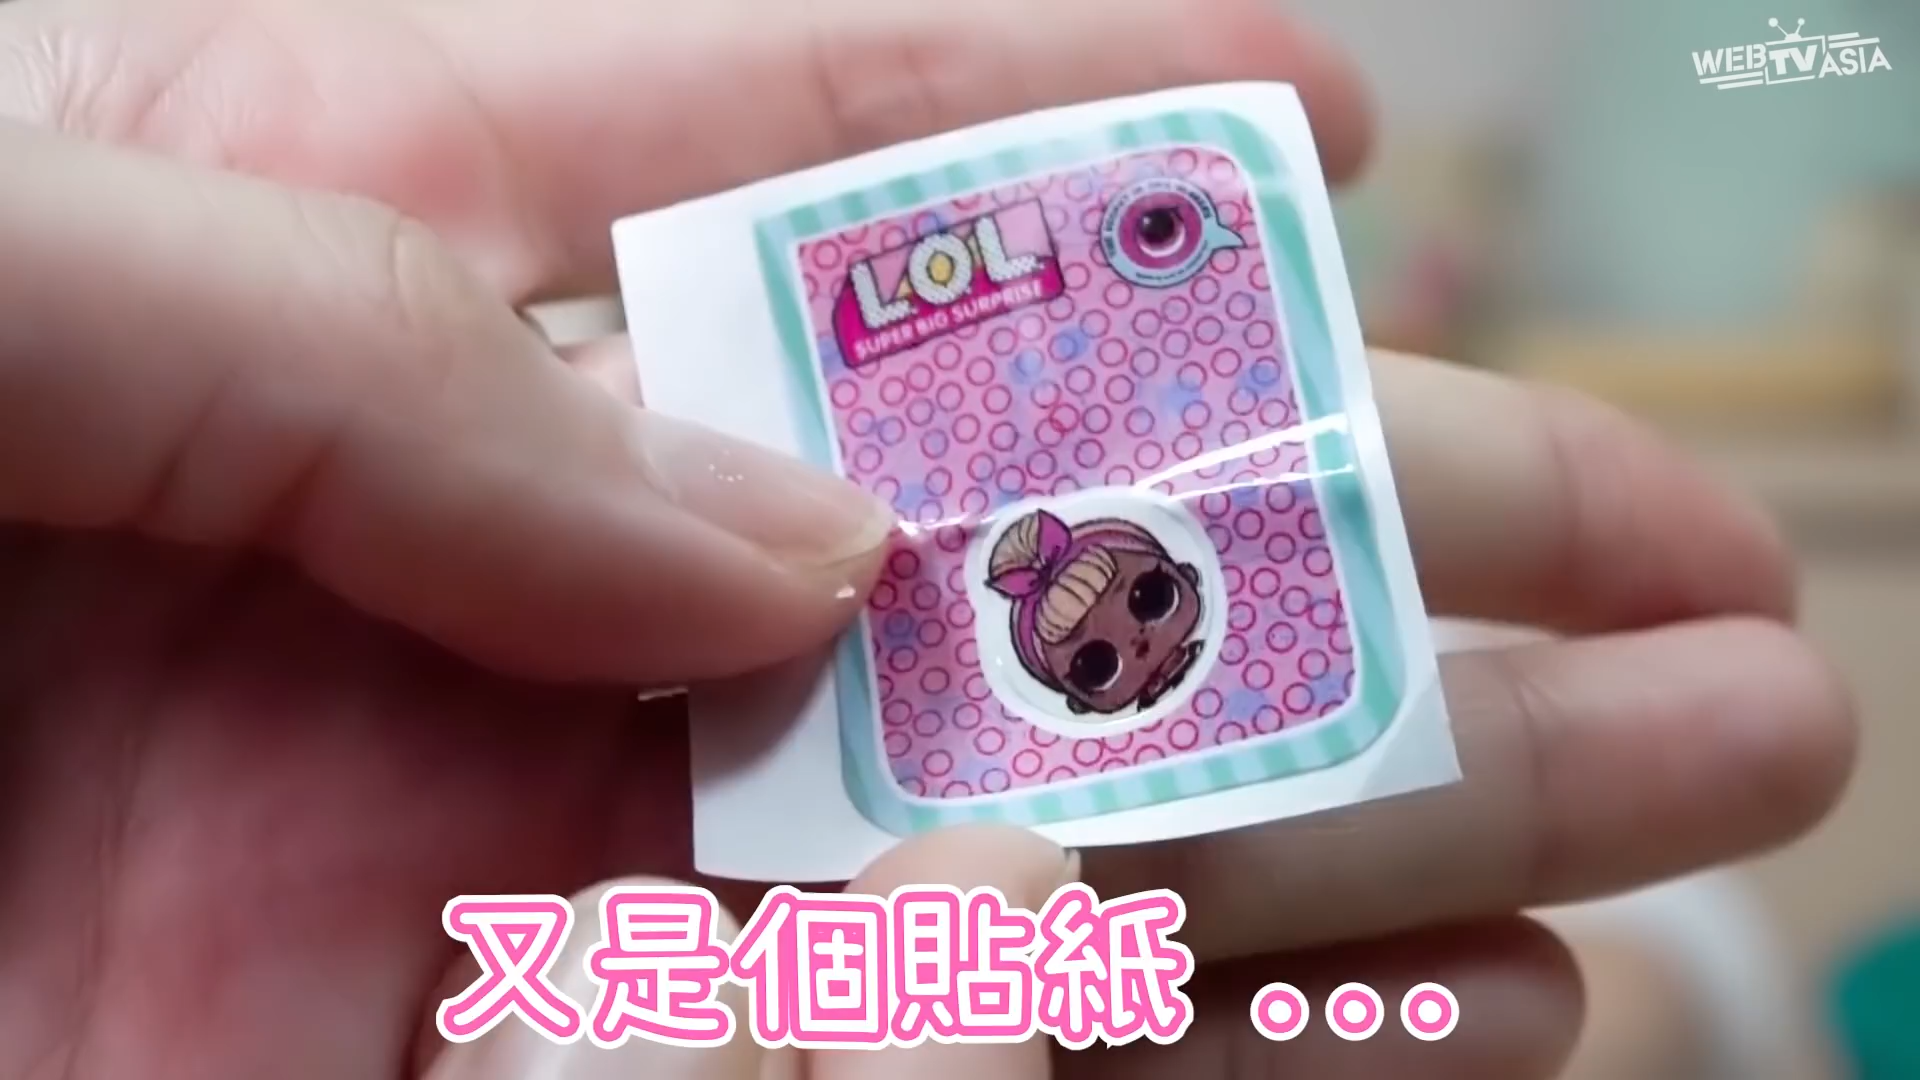 WEBTVASIA
L.O.L
SUPER BIG SURPRISE
又是個貼紙 ...